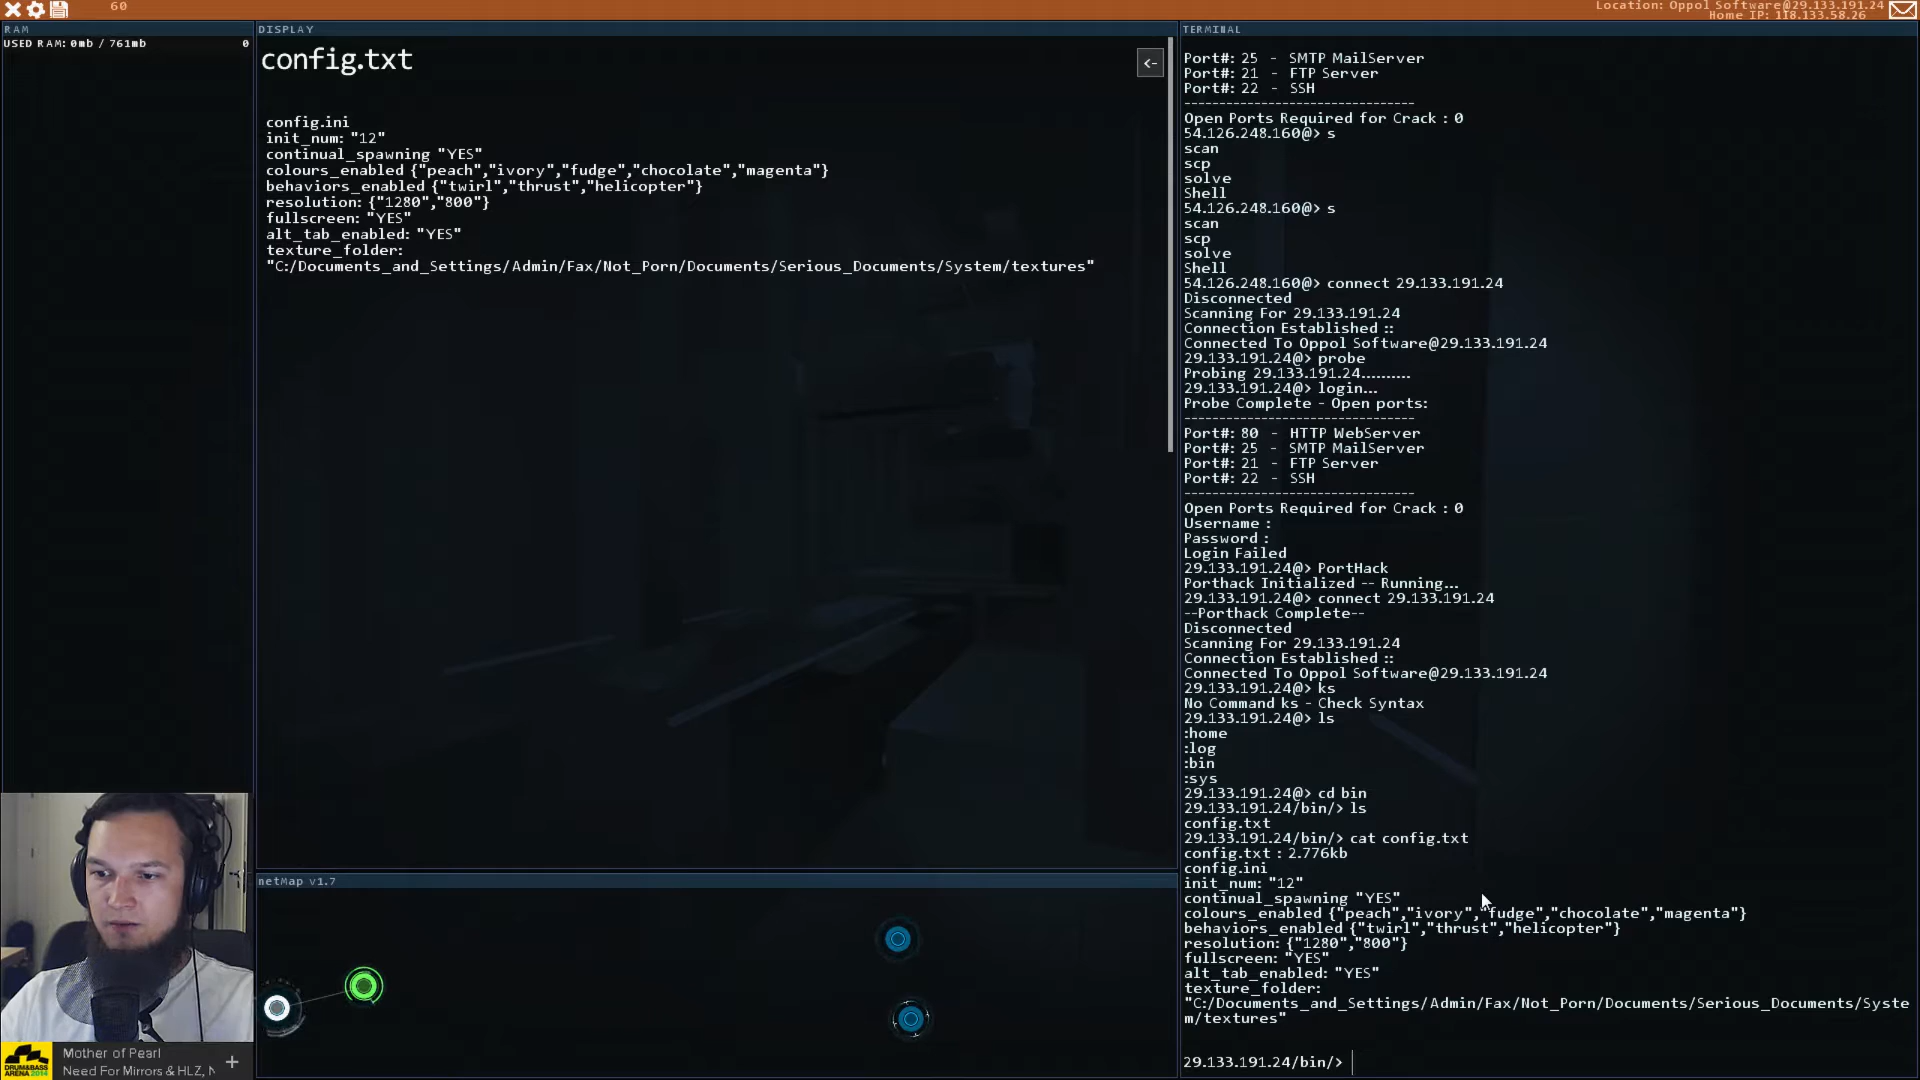 60
Location: Oppol Software@29.133.191.24
Home IP: 118.133.58.26
RAM
USED RAM: 0mb / 761mb
0
DISPLAY
config.txt
<-
config.ini
init_num: "12"
continual_spawning "YES"
colours_enabled {"peach","ivory","fudge","chocolate","magenta"}
behaviors_enabled {"twirl","thrust","helicopter"}
resolution: {"1280","800"}
fullscreen: "YES"
alt_tab_enabled: "YES"
texture_folder:
"C:/Documents_and_Settings/Admin/Fax/Not_Porn/Documents/Serious_Documents/System/textures"
netMap v1.7
TERMINAL
Port#: 25 - SMTP MailServer
Port#: 21 - FTP Server
Port#: 22 - SSH
---------------------------------
Open Ports Required for Crack : 0
54.126.248.160@> s
scan
scp
solve
Shell
54.126.248.160@> s
scan
scp
solve
Shell
54.126.248.160@> connect 29.133.191.24
Disconnected
Scanning For 29.133.191.24
Connection Established ::
Connected To Oppol Software@29.133.191.24
29.133.191.24@> probe
Probing 29.133.191.24..........
29.133.191.24@> login...
Probe Complete - Open ports:
---------------------------------
Port#: 80 - HTTP WebServer
Port#: 25 - SMTP MailServer
Port#: 21 - FTP Server
Port#: 22 - SSH
---------------------------------
Open Ports Required for Crack : 0
Username :
Password :
Login Failed
29.133.191.24@> PortHack
Porthack Initialized -- Running...
29.133.191.24@> connect 29.133.191.24
--Porthack Complete--
Disconnected
Scanning For 29.133.191.24
Connection Established ::
Connected To Oppol Software@29.133.191.24
29.133.191.24@> ks
No Command ks - Check Syntax
29.133.191.24@> ls
:home
:log
:bin
:sys
29.133.191.24@> cd bin
29.133.191.24/bin/> ls
config.txt
29.133.191.24/bin/> cat config.txt
config.txt : 2.776kb
config.ini
init_num: "12"
continual_spawning "YES"
colours_enabled {"peach","ivory","fudge","chocolate","magenta"}
behaviors_enabled {"twirl","thrust","helicopter"}
resolution: {"1280","800"}
fullscreen: "YES"
alt_tab_enabled: "YES"
texture_folder:
"C:/Documents_and_Settings/Admin/Fax/Not_Porn/Documents/Serious_Documents/Syste
m/textures"
29.133.191.24/bin/>
DRUM&BASS
ARENA 2014
Mother of Pearl
Need For Mirrors & HLZ, N
+